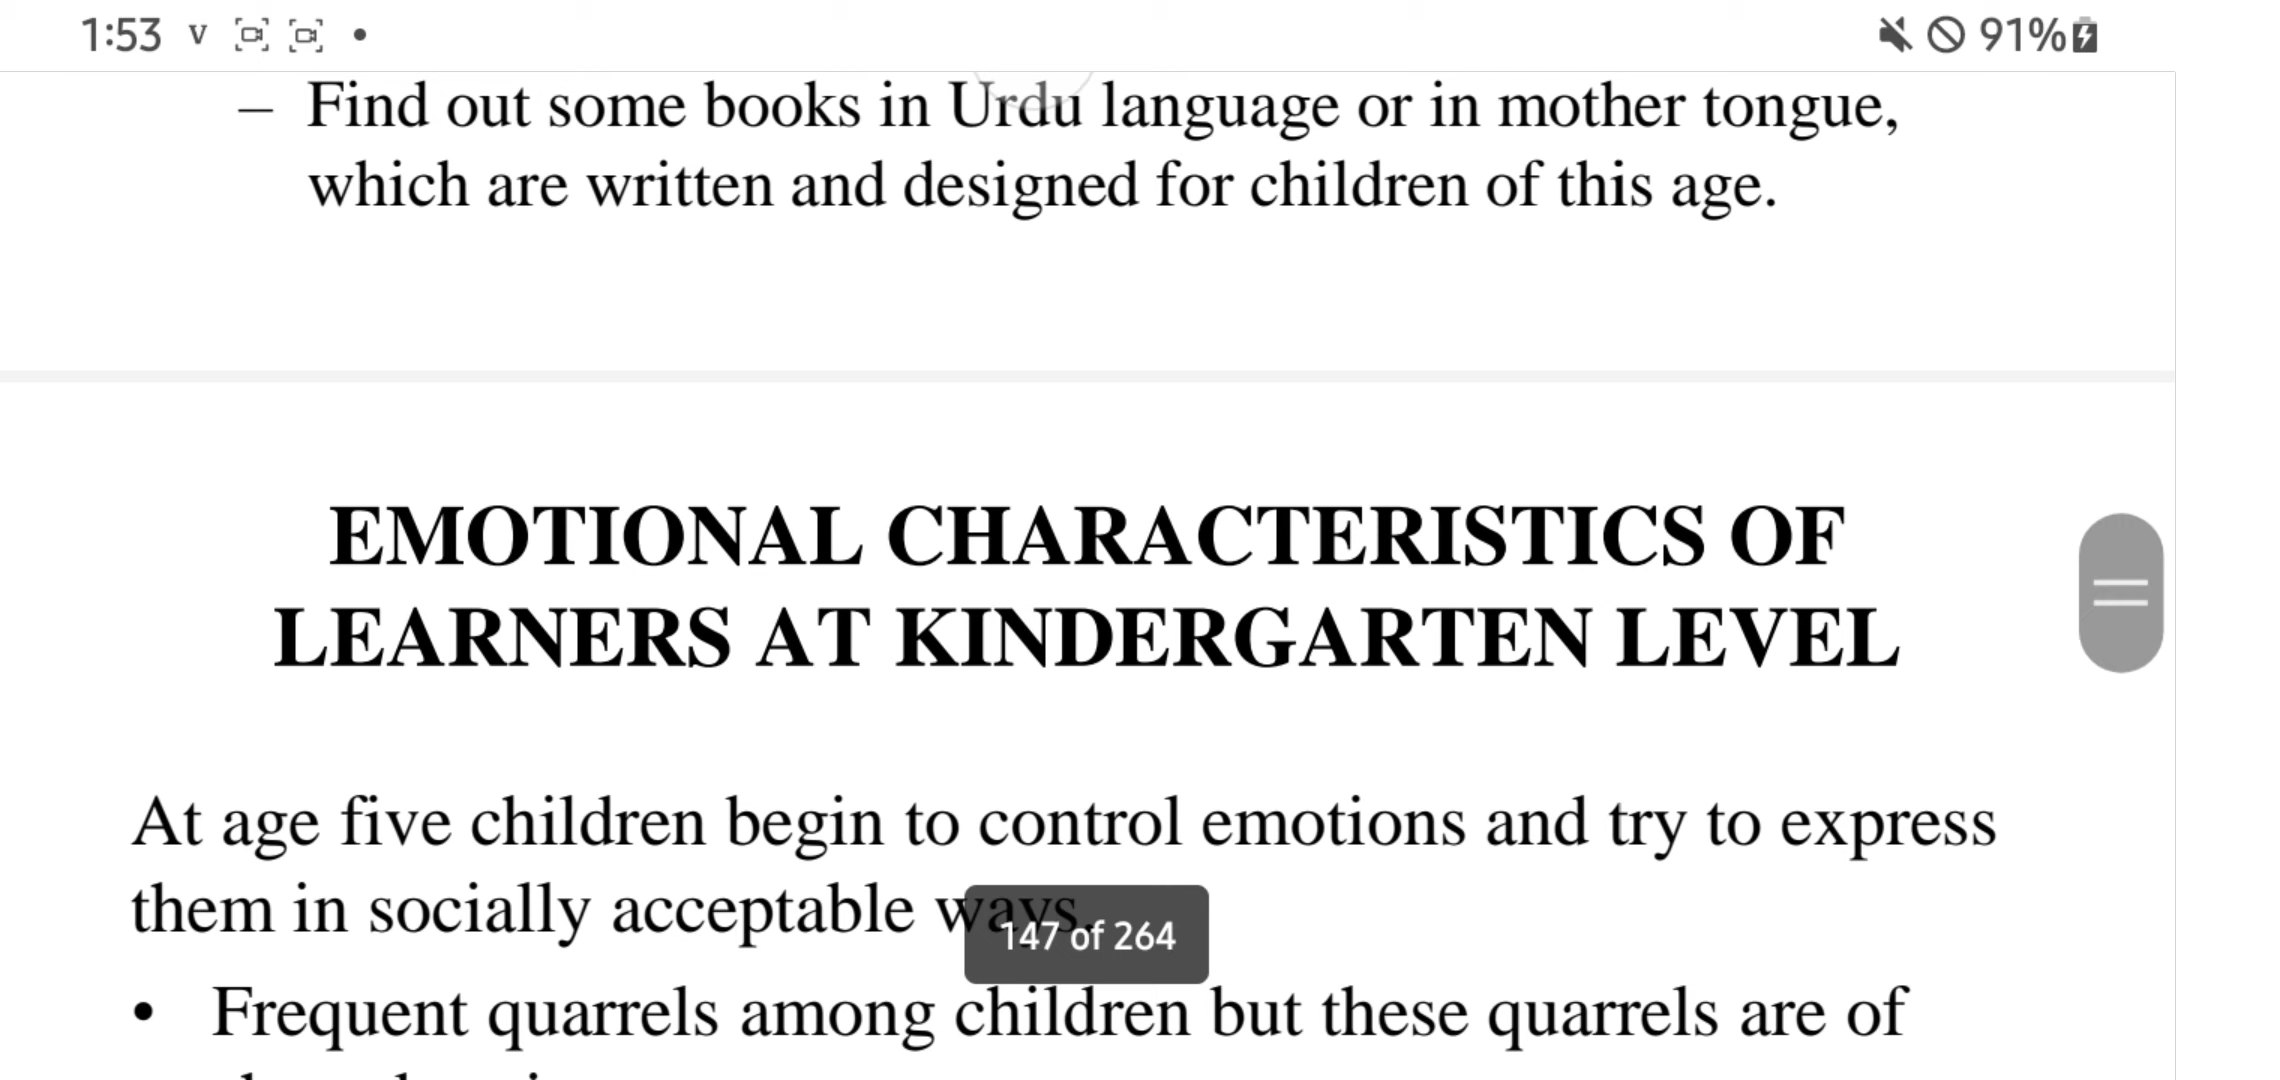 1:53 V 91%
– Find out some books in Urdu language or in mother tongue,
which are written and designed for children of this age.
EMOTIONAL CHARACTERISTICS OF
LEARNERS AT KINDERGARTEN LEVEL
At age five children begin to control emotions and try to express
them in socially acceptable ways.
147 of 264
• Frequent quarrels among children but these quarrels are of